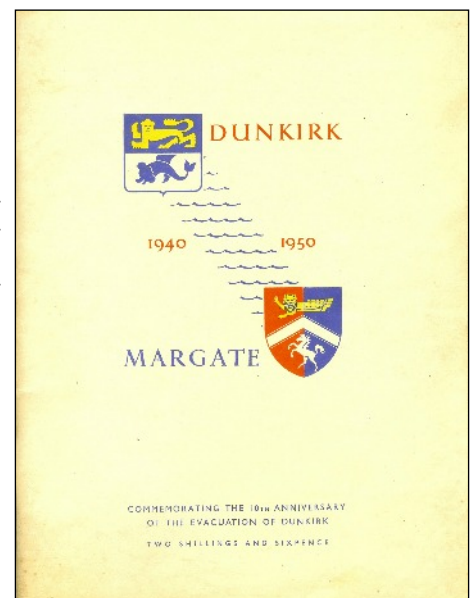 DUNKIRK
1940 1950
MARGATE
COMMEMORATING THE 10TH ANNIVERSARY
OF THE EVACUATION OF DUNKIRK
TWO SHILLINGS AND SIXPENCE